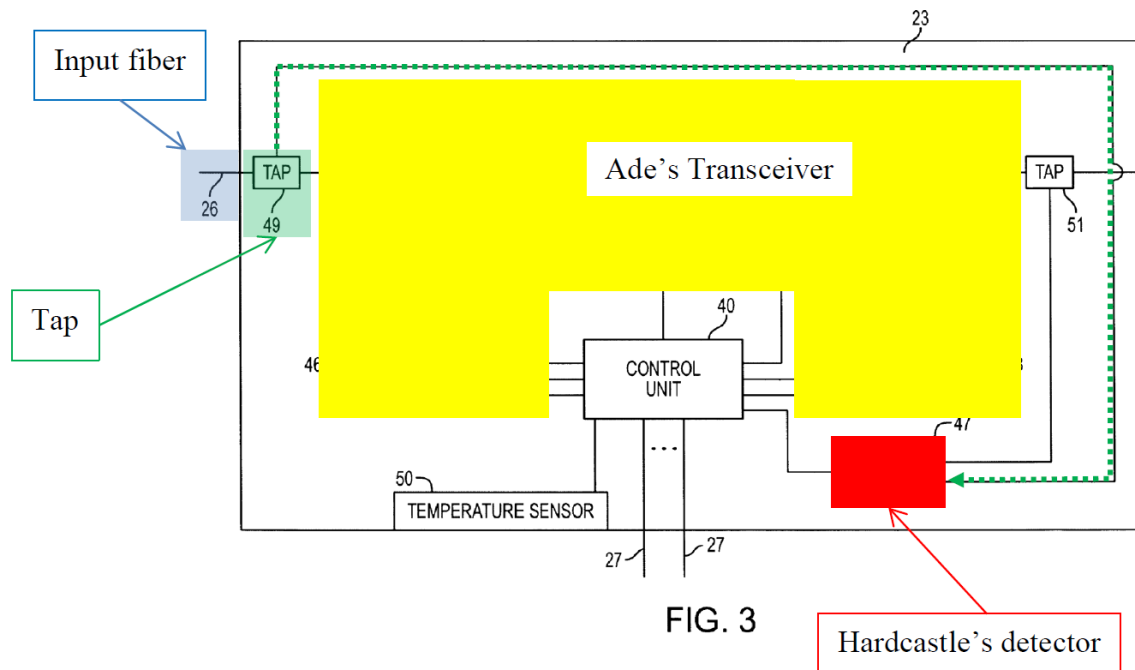 23
Input fiber
TAP
Ade's Transceiver
TAP
26
49
51
Tap
40
46
CONTROL
UNIT
47
...
50
TEMPERATURE SENSOR
27
27
FIG. 3
Hardcastle's detector